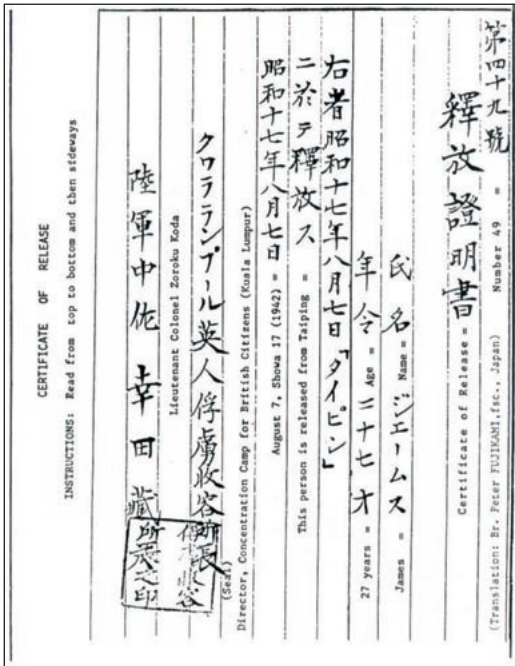 CERTIFICATE OF RELEASE
INSTRUCTIONS: Read from top to bottom and then sideways
(Translation: Br. Peter FUJIKAMI,fsc., Japan) Number 49 =
第四十九號
釋放證明書
Certificate of Release =
氏名 ジエームス
James = Name =
年令 二十七才
27 years = Age =
右者昭和十七年八月七日「タイピン」
ニ於テ釋放ス
This person is released from Taiping =
昭和十七年八月七日
August 7, Showa 17 (1942) =
Director, Concentration Camp for British Citizens (Kuala Lumpur)
クワラランプール英人俘虜收容所長
(Seal)
Lieutenant Colonel Zoroku Koda
陸軍中佐 幸田藏